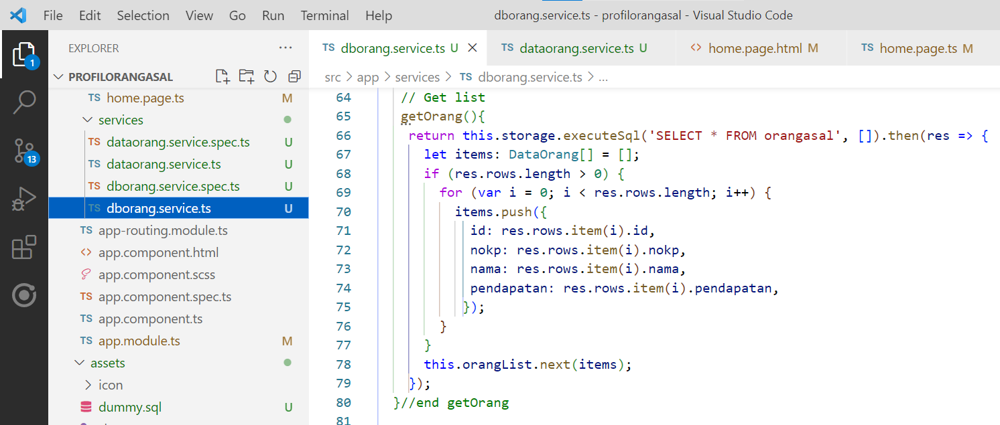 File Edit Selection View Go Run Terminal Help dborang.service.ts - profilorangasal - Visual Studio Code
EXPLORER ...
TS dborang.service.ts U TS dataorang.service.ts U <> home.page.html M TS home.page.ts M
PROFILORANGASAL
src > app > services > TS dborang.service.ts > ...
1
13
TS home.page.ts M
services
TS dataorang.service.spec.ts U
TS dataorang.service.ts U
TS dborang.service.spec.ts U
TS dborang.service.ts U
TS app-routing.module.ts
<> app.component.html
app.component.scss
TS app.component.spec.ts
TS app.component.ts
TS app.module.ts M
assets
icon
dummy.sql U
64 // Get list
65 getOrang(){
66 return this.storage.executeSql('SELECT * FROM orangasal', []).then(res => {
67 let items: DataOrang[] = [];
68 if (res.rows.length > 0) {
69 for (var i = 0; i < res.rows.length; i++) {
70 items.push({
71 id: res.rows.item(i).id,
72 nokp: res.rows.item(i).nokp,
73 nama: res.rows.item(i).nama,
74 pendapatan: res.rows.item(i).pendapatan,
75 });
76 }
77 }
78 this.orangList.next(items);
79 });
80 }//end getOrang
81